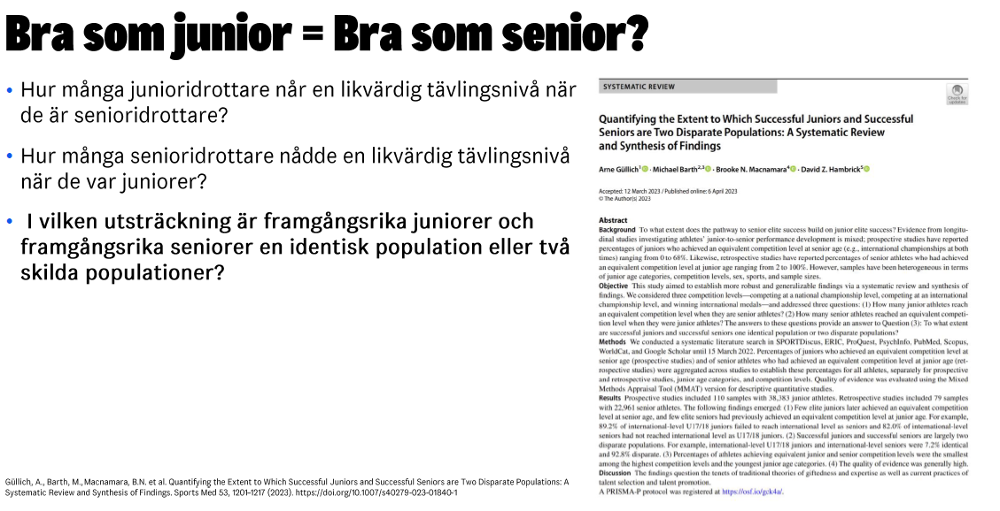 Bra som junior = Bra som senior?
• Hur många junioridrottare når en likvärdig tävlingsnivå när
de är senioridrottare?
• Hur många senioridrottare nådde en likvärdig tävlingsnivå
när de var juniorer?
• I vilken utsträckning är framgångsrika juniorer och
framgångsrika seniorer en identisk population eller två
skilda populationer?
Güllich, A., Barth, M., Macnamara, B.N. et al. Quantifying the Extent to Which Successful Juniors and Successful Seniors are Two Disparate Populations: A
Systematic Review and Synthesis of Findings. Sports Med 53, 1201–1217 (2023). https://doi.org/10.1007/s40279-023-01840-1
SYSTEMATIC REVIEW
Check for
updates
Quantifying the Extent to Which Successful Juniors and Successful
Seniors are Two Disparate Populations: A Systematic Review
and Synthesis of Findings
Arne Güllich1 · Michael Barth2,3 · Brooke N. Macnamara4 · David Z. Hambrick5
Accepted: 12 March 2023 / Published online: 6 April 2023
© The Author(s) 2023
Abstract
Background To what extent does the pathway to senior elite success build on junior elite success? Evidence from longitu-
dinal studies investigating athletes' junior-to-senior performance development is mixed; prospective studies have reported
percentages of juniors who achieved an equivalent competition level at senior age (e.g., international championships at both
times) ranging from 0 to 68%. Likewise, retrospective studies have reported percentages of senior athletes who had achieved
an equivalent competition level at junior age ranging from 2 to 100%. However, samples have been heterogeneous in terms
of junior age categories, competition levels, sex, sports, and sample sizes.
Objective This study aimed to establish more robust and generalizable findings via a systematic review and synthesis of
findings. We considered three competition levels—competing at a national championship level, competing at an international
championship level, and winning international medals—and addressed three questions: (1) How many junior athletes reach
an equivalent competition level when they are senior athletes? (2) How many senior athletes reached an equivalent competi-
tion level when they were junior athletes? The answers to these questions provide an answer to Question (3): To what extent
are successful juniors and successful seniors one identical population or two disparate populations?
Methods We conducted a systematic literature search in SPORTDiscus, ERIC, ProQuest, PsychInfo, PubMed, Scopus,
WorldCat, and Google Scholar until 15 March 2022. Percentages of juniors who achieved an equivalent competition level at
senior age (prospective studies) and of senior athletes who had achieved an equivalent competition level at junior age (ret-
rospective studies) were aggregated across studies to establish these percentages for all athletes, separately for prospective
and retrospective studies, junior age categories, and competition levels. Quality of evidence was evaluated using the Mixed
Methods Appraisal Tool (MMAT) version for descriptive quantitative studies.
Results Prospective studies included 110 samples with 38,383 junior athletes. Retrospective studies included 79 samples
with 22,961 senior athletes. The following findings emerged: (1) Few elite juniors later achieved an equivalent competition
level at senior age, and few elite seniors had previously achieved an equivalent competition level at junior age. For example,
89.2% of international-level U17/18 juniors failed to reach international level as seniors and 82.0% of international-level
seniors had not reached international level as U17/18 juniors. (2) Successful juniors and successful seniors are largely two
disparate populations. For example, international-level U17/18 juniors and international-level seniors were 7.2% identical
and 92.8% disparate. (3) Percentages of athletes achieving equivalent junior and senior competition levels were the smallest
among the highest competition levels and the youngest junior age categories. (4) The quality of evidence was generally high.
Discussion The findings question the tenets of traditional theories of giftedness and expertise as well as current practices of
talent selection and talent promotion.
A PRISMA-P protocol was registered at https://osf.io/gck4a/.